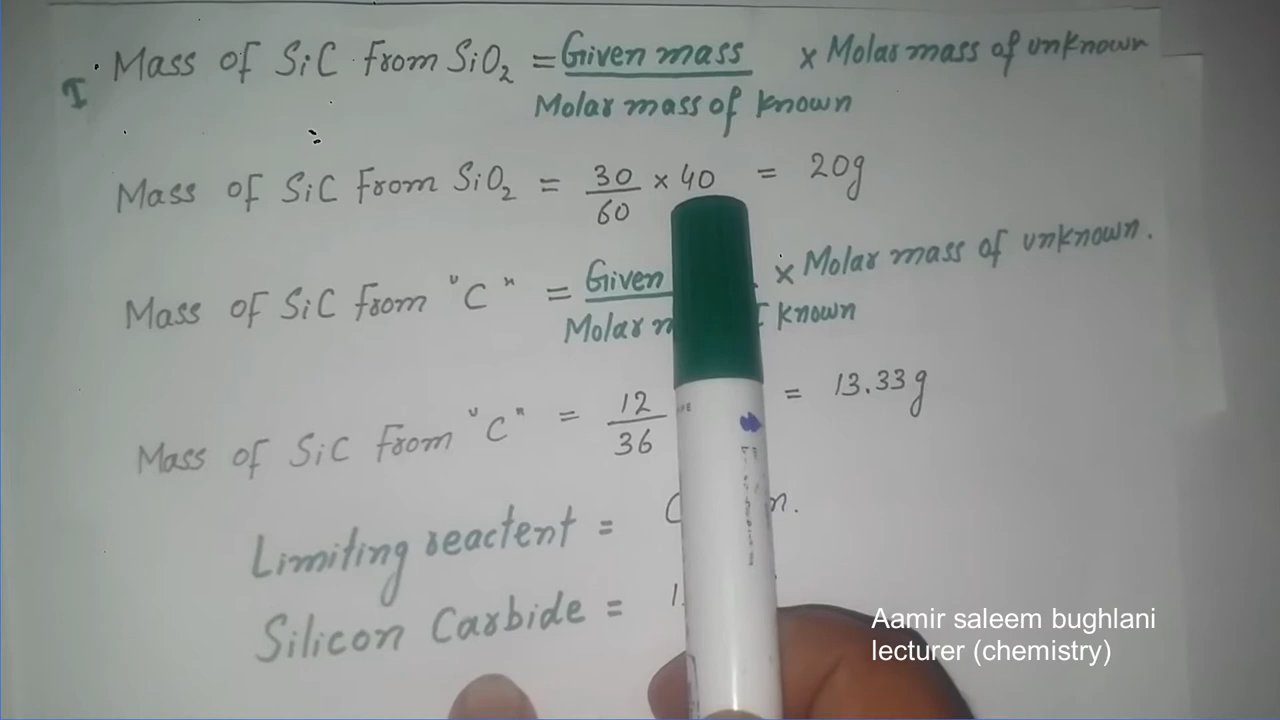 I. Mass of SiC from SiO₂ = Given mass × Molar mass of unknown
Molar mass of known
Mass of SiC from SiO₂ = 30 × 40 = 20g
60
Mass of SiC from "C" = Given × Molar mass of unknown.
Molar known
Mass of SiC from "C" = 12 = 13.33g
36
Limiting reactent =
Silicon Carbide =
Aamir saleem bughlani
lecturer (chemistry)